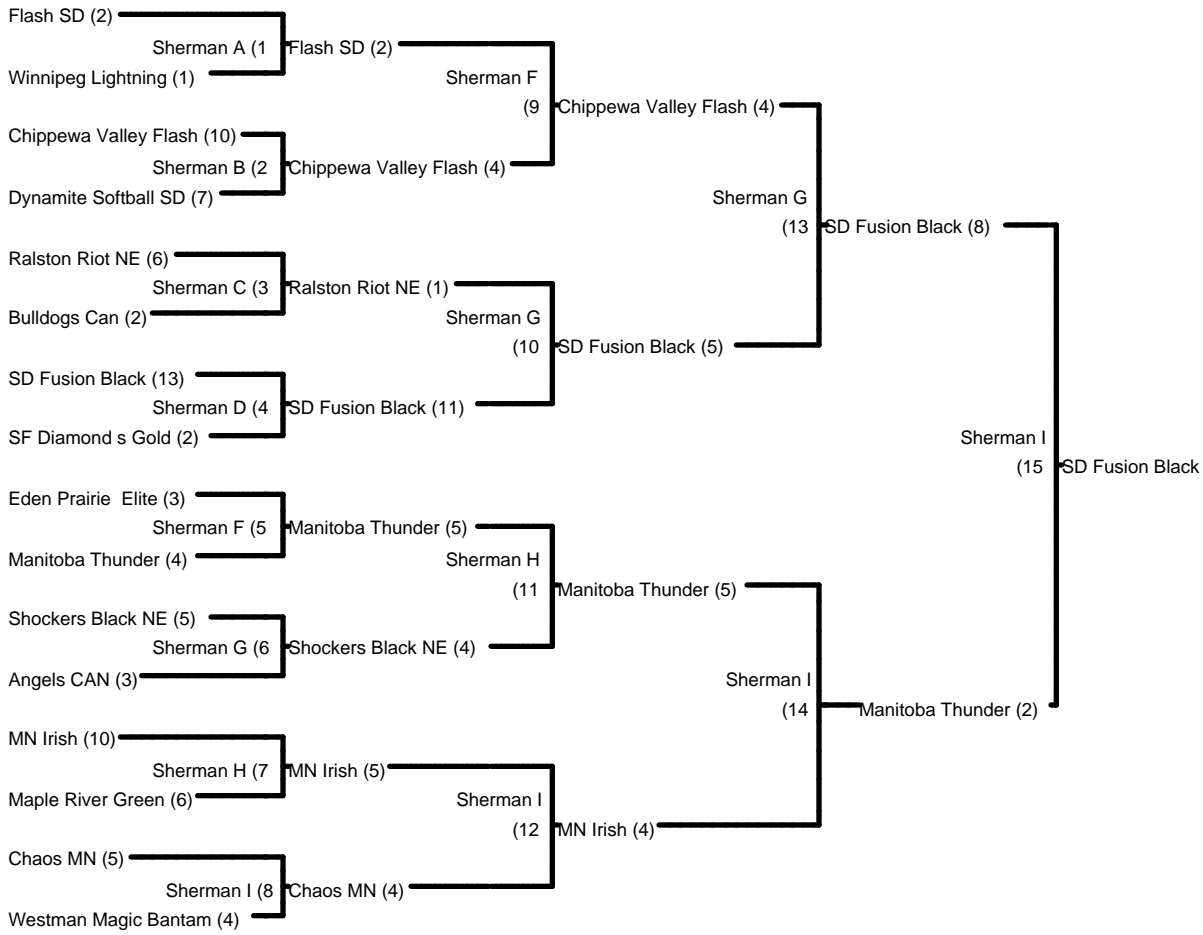 Flash SD (2)
Sherman A (1 Flash SD (2)
Winnipeg Lightning (1)
Sherman F
(9 Chippewa Valley Flash (4)
Chippewa Valley Flash (10)
Sherman B (2 Chippewa Valley Flash (4)
Dynamite Softball SD (7)
Sherman G
(13 SD Fusion Black (8)
Ralston Riot NE (6)
Sherman C (3 Ralston Riot NE (1)
Bulldogs Can (2)
Sherman G
(10 SD Fusion Black (5)
SD Fusion Black (13)
Sherman D (4 SD Fusion Black (11)
SF Diamond s Gold (2)
Sherman I
(15 SD Fusion Black
Eden Prairie  Elite (3)
Sherman F (5 Manitoba Thunder (5)
Manitoba Thunder (4)
Sherman H
(11 Manitoba Thunder (5)
Shockers Black NE (5)
Sherman G (6 Shockers Black NE (4)
Angels CAN (3)
Sherman I
(14 Manitoba Thunder (2)
MN Irish (10)
Sherman H (7 MN Irish (5)
Maple River Green (6)
Sherman I
(12 MN Irish (4)
Chaos MN (5)
Sherman I (8 Chaos MN (4)
Westman Magic Bantam (4)